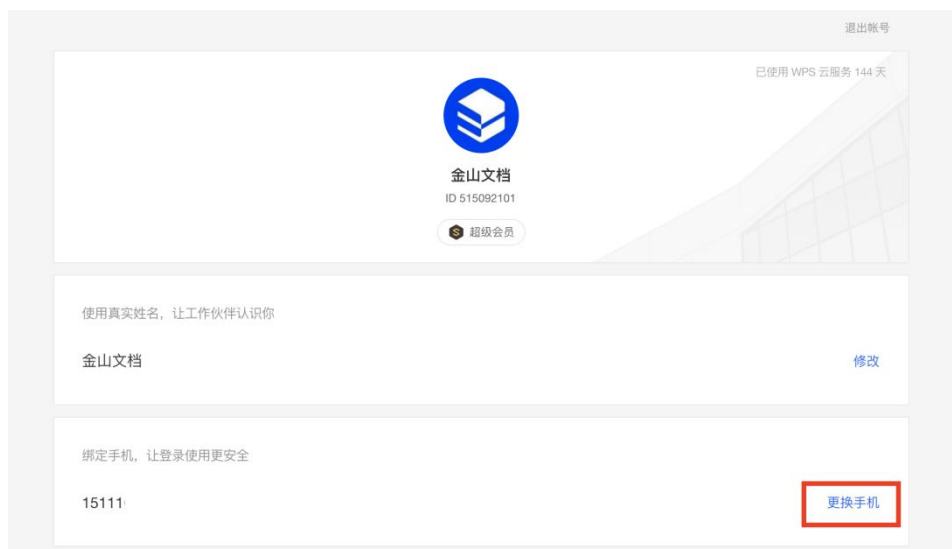 退出帐号
已使用 WPS 云服务 144 天
金山文档
ID 515092101
超级会员
使用真实姓名，让工作伙伴认识你
金山文档 修改
绑定手机，让登录使用更安全
15111 更换手机